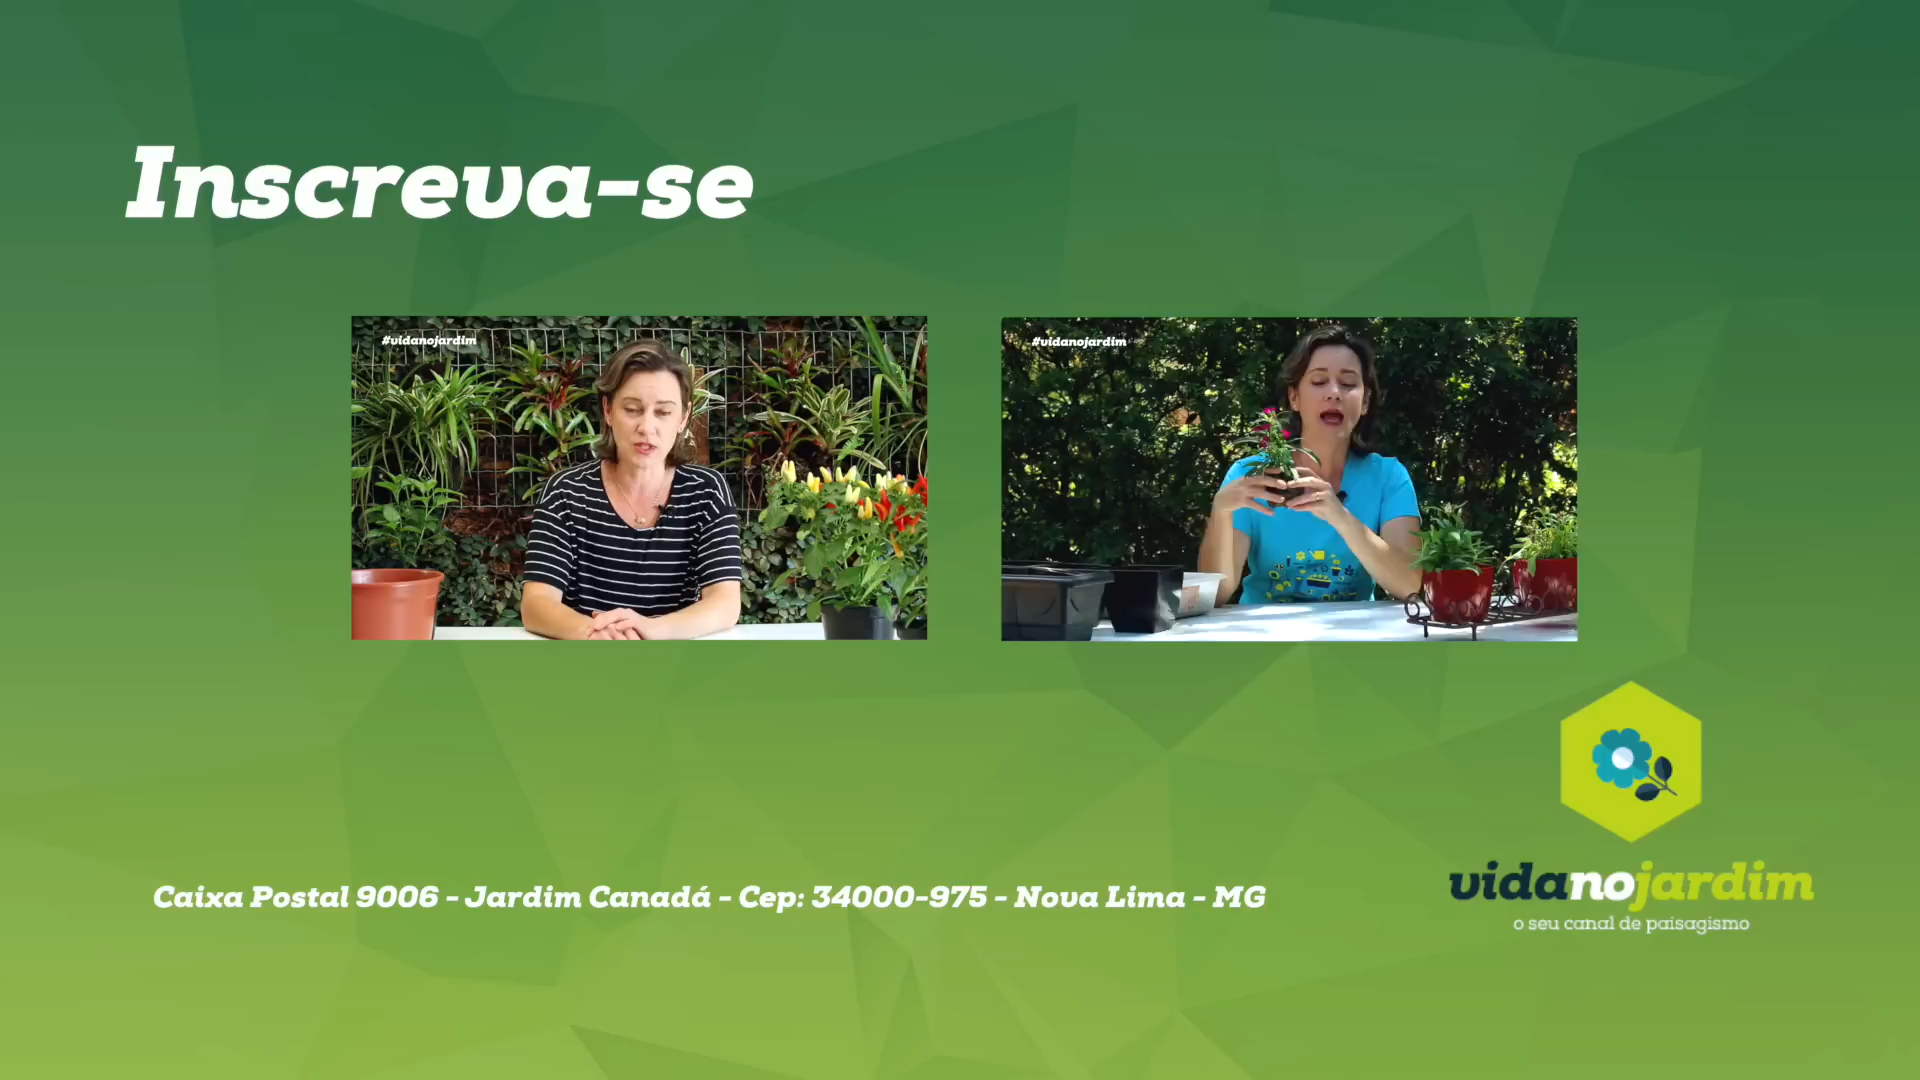 Inscreva-se
#vidanojardim
#vidanojardim
Caixa Postal 9006 - Jardim Canadá - Cep: 34000-975 - Nova Lima - MG
vidanojardim
o seu canal de paisagismo